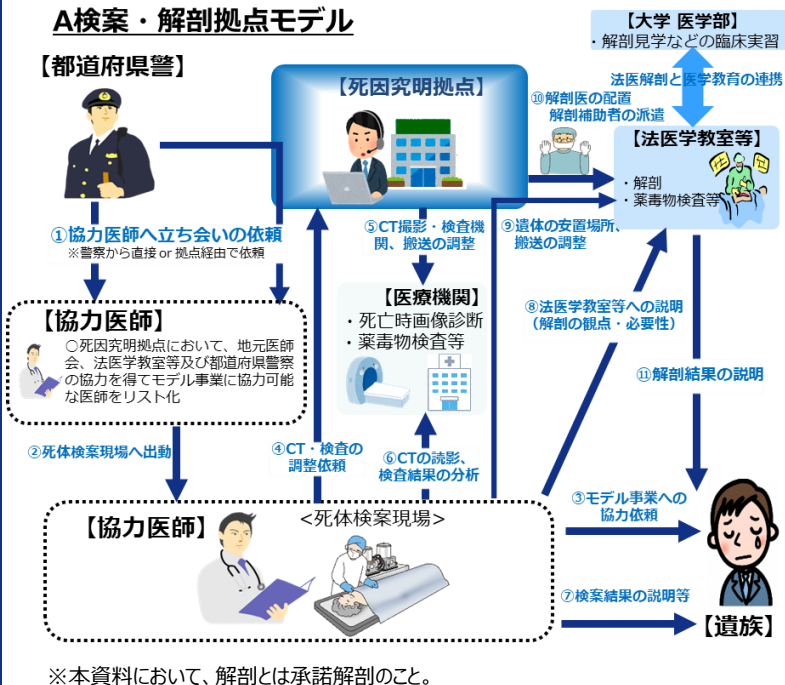 A検案・解剖拠点モデル
【大学 医学部】
・解剖見学などの臨床実習
法医解剖と医学教育の連携
【都道府県警】
【死因究明拠点】
⑩解剖医の配置
解剖補助者の派遣
【法医学教室等】
・解剖
・薬毒物検査等
①協力医師へ立ち会いの依頼
※警察から直接 or 拠点経由で依頼
⑤CT撮影・検査機
関、搬送の調整
⑨遺体の安置場所、
搬送の調整
【協力医師】
○死因究明拠点において、地元医師
会、法医学教室等及び都道府県警察
の協力を得てモデル事業に協力可能
な医師をリスト化
【医療機関】
・死亡時画像診断
・薬毒物検査等
⑧法医学教室等への説明
（解剖の観点・必要性）
⑪解剖結果の説明
②死体検案現場へ出動
④CT・検査の
調整依頼
⑥CTの読影、
検査結果の分析
③モデル事業への
協力依頼
【協力医師】
<死体検案現場>
⑦検案結果の説明等
【遺族】
※本資料において、解剖とは承諾解剖のこと。